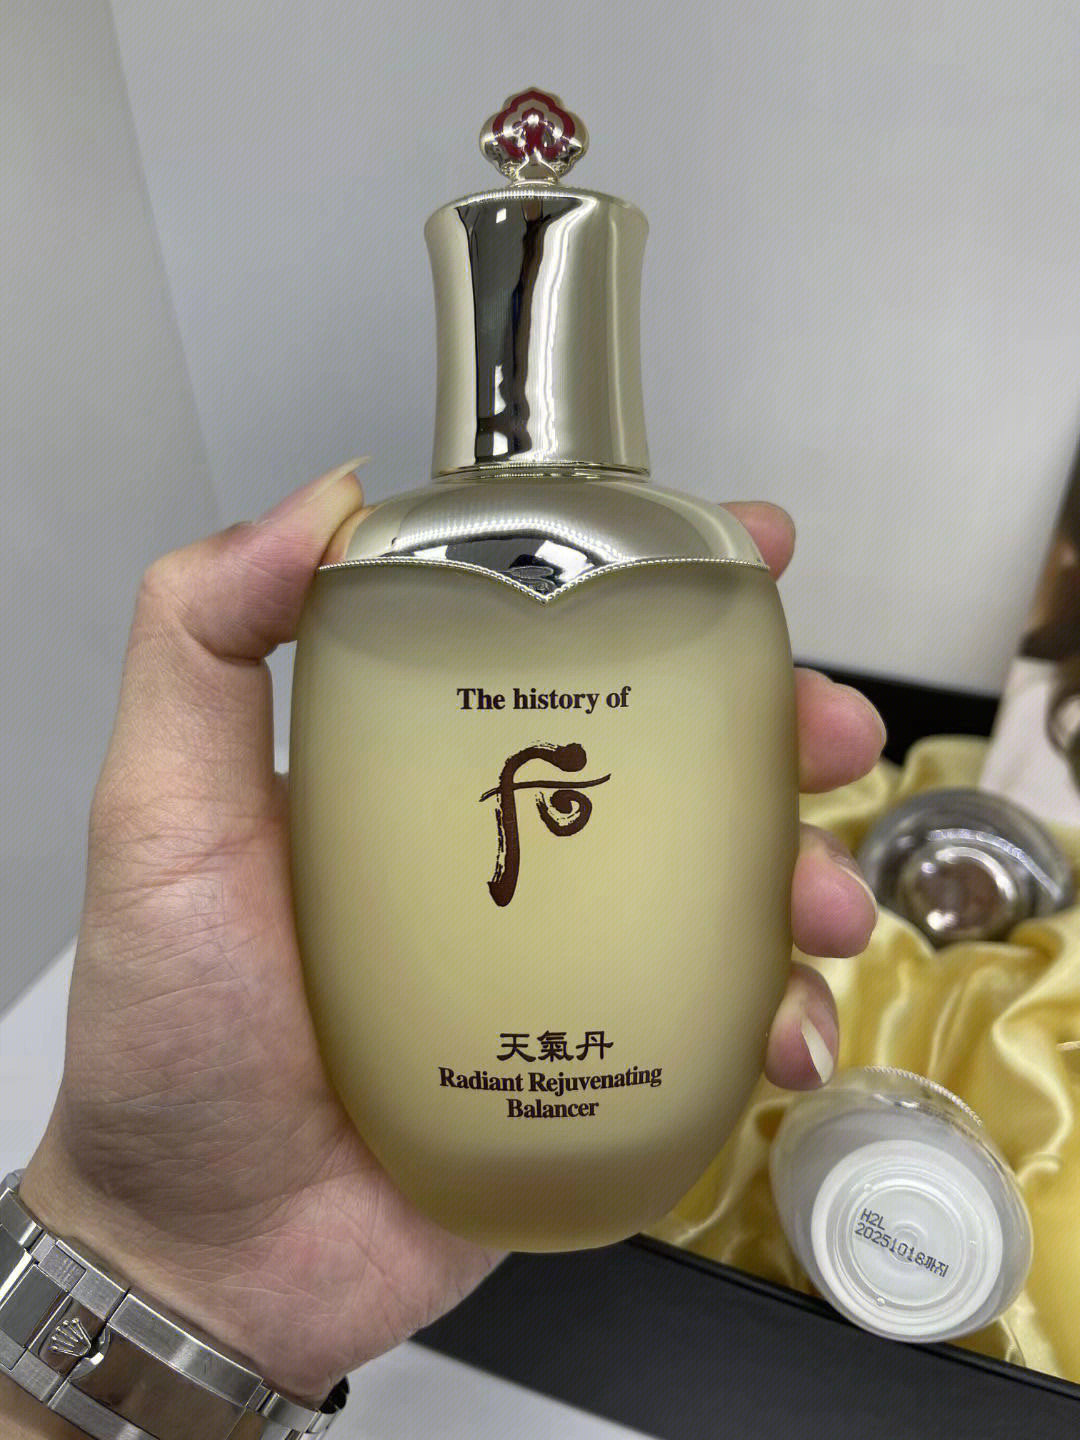 The history of
后
天氣丹
Radiant Rejuvenating
Balancer
H2L
20251018까지